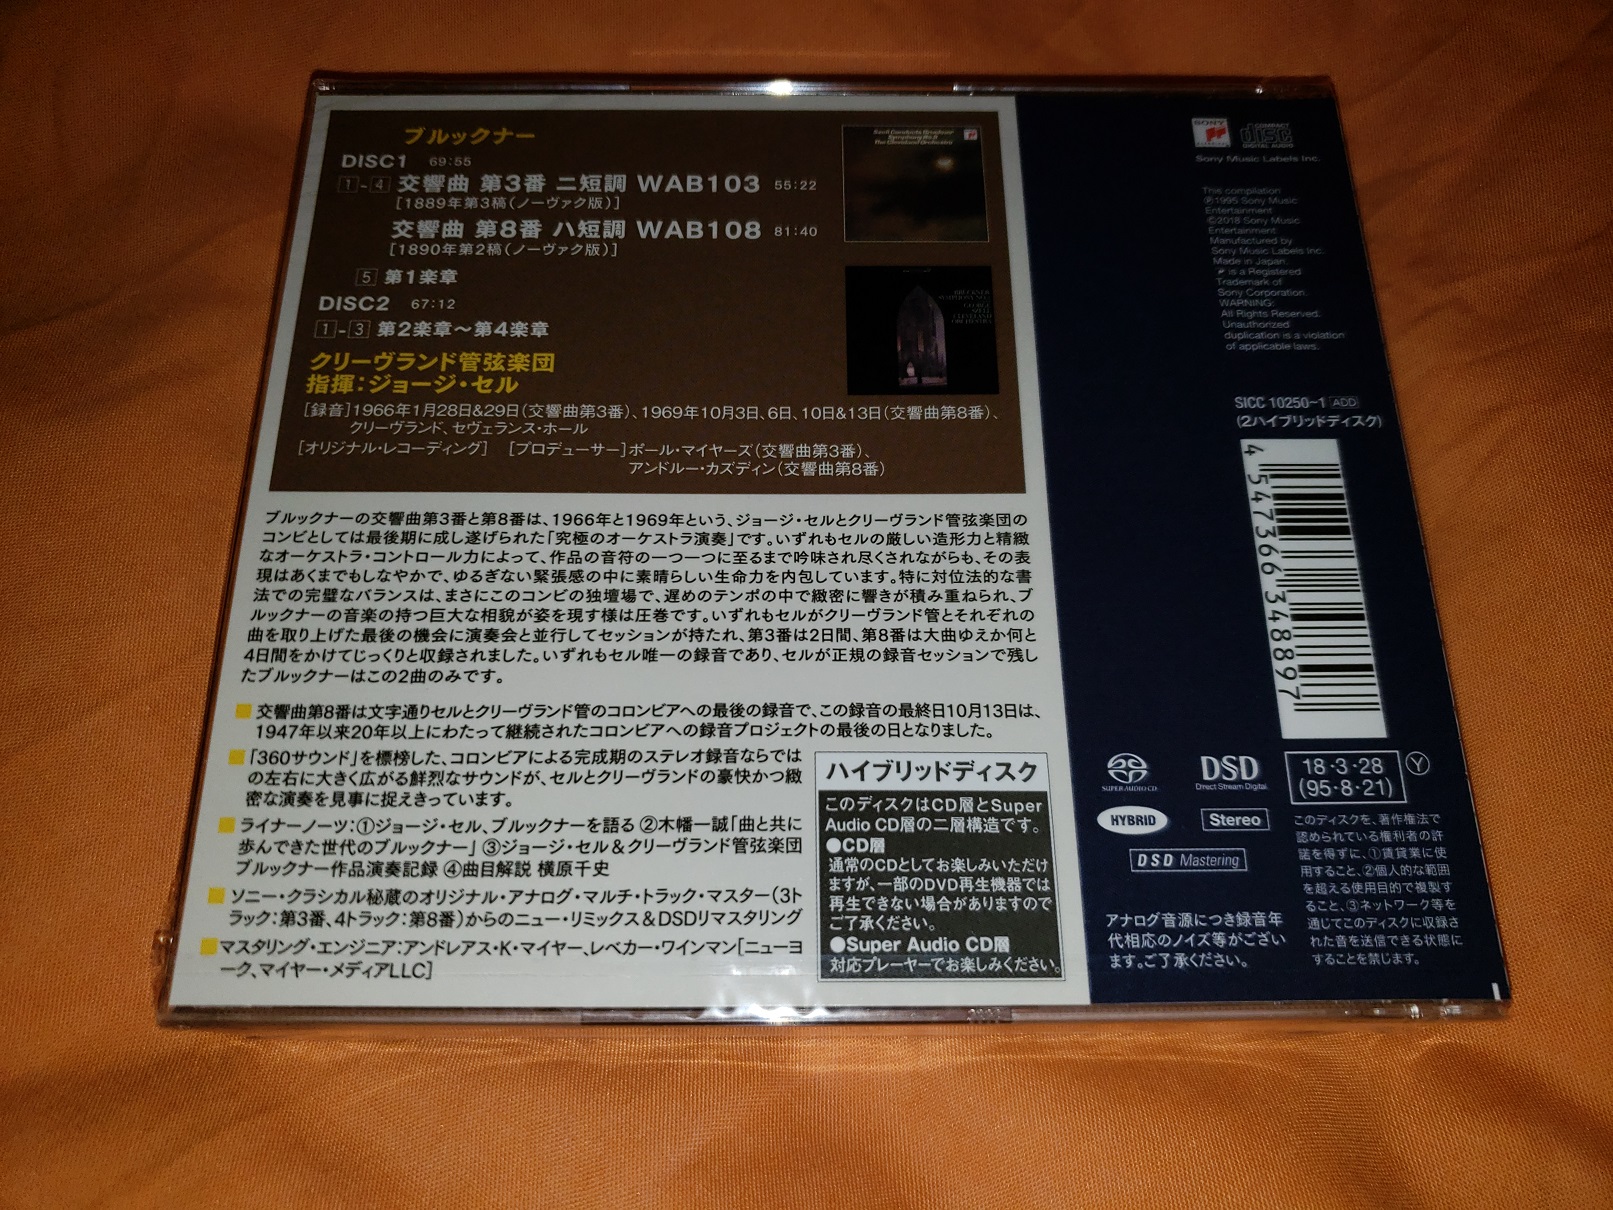 ブルックナー
DISC1 69:55
1-4 交響曲 第3番 ニ短調 WAB103 55:22
[1889年第3稿(ノーヴァク版)]
交響曲 第8番 ハ短調 WAB108 81:40
[1890年第2稿(ノーヴァク版)]
5 第1楽章
DISC2 67:12
1-3 第2楽章〜第4楽章
クリーヴランド管弦楽団
指揮:ジョージ・セル
[録音]1966年1月28日&29日(交響曲第3番)、1969年10月3日、6日、10日&13日(交響曲第8番)、
クリーヴランド、セヴェランス・ホール
[オリジナル・レコーディング] [プロデューサー]ポール・マイヤーズ(交響曲第3番)、
アンドルー・カズディン(交響曲第8番)
Szell Conducts Bruckner
Symphony No.8
The Cleveland Orchestra
BRUCKNER
GEORGE
SZELL
CLEVELAND
ORCHESTRA
ブルックナーの交響曲第3番と第8番は、1966年と1969年という、ジョージ・セルとクリーヴランド管弦楽団の
コンビとしては最後期に成し遂げられた「究極のオーケストラ演奏」です。いずれもセルの厳しい造形力と精緻
なオーケストラ・コントロール力によって、作品の音符の一つ一つに至るまで吟味され尽くされながらも、その表
現はあくまでもしなやかで、ゆるぎない緊張感の中に素晴らしい生命力を内包しています。特に対位法的な書
法での完璧なバランスは、まさにこのコンビの独壇場で、遅めのテンポの中で緻密に響きが積み重ねられ、ブ
ルックナーの音楽の持つ巨大な相貌が姿を現す様は圧巻です。いずれもセルがクリーヴランド管とそれぞれの
曲を取り上げた最後の機会に演奏会と並行してセッションが持たれ、第3番は2日間、第8番は大曲ゆえか何と
4日間をかけてじっくりと収録されました。いずれもセル唯一の録音であり、セルが正規の録音セッションで残し
たブルックナーはこの2曲のみです。
■交響曲第8番は文字通りセルとクリーヴランド管のコロンビアへの最後の録音で、この録音の最終日10月13日は、
1947年以来20年以上にわたって継続されたコロンビアへの録音プロジェクトの最後の日となりました。
■「360サウンド」を標榜した、コロンビアによる完成期のステレオ録音ならでは
の左右に大きく広がる鮮烈なサウンドが、セルとクリーヴランドの豪快かつ緻
密な演奏を見事に捉えきっています。
■ライナーノーツ:①ジョージ・セル、ブルックナーを語る ②木幡一誠「曲と共に
歩んできた世代のブルックナー」 ③ジョージ・セル&クリーヴランド管弦楽団
ブルックナー作品演奏記録 ④曲目解説 横原千史
■ソニー・クラシカル秘蔵のオリジナル・アナログ・マルチ・トラック・マスター(3ト
ラック:第3番、4トラック:第8番)からのニュー・リミックス&DSDリマスタリング
■マスタリング・エンジニア:アンドレアス・K・マイヤー、レベカー・ワインマン[ニューヨ
ーク、マイヤー・メディアLLC]
ハイブリッドディスク
このディスクはCD層とSuper
Audio CD層の二層構造です。
●CD層
通常のCDとしてお楽しみいただけ
ますが、一部のDVD再生機器では
再生できない場合がありますので
ご了承ください。
●Super Audio CD層
対応プレーヤーでお楽しみください。
SONY
COMPACT
disc
DIGITAL AUDIO
Sony Music Labels Inc.
This compilation
℗1995 Sony Music
Entertainment
©2018 Sony Music
Entertainment.
Manufactured by
Sony Music Labels Inc.
Made in Japan.
is a Registered
Trademark of
Sony Corporation.
WARNING:
All Rights Reserved.
Unauthorized
duplication is a violation
of applicable laws.
SICC 10250~1 ADD
(2ハイブリッドディスク)
4 547366 348897
SUPER AUDIO CD
DSD
Direct Stream Digital
18・3・28
(95・8・21)
Y
HYBRID
Stereo
DSD Mastering
アナログ音源につき録音年
代相応のノイズ等がござい
ます。ご了承ください。
このディスクを、著作権法で
認められている権利者の許
諾を得ずに、①賃貸業に使
用すること、②個人的な範囲
を超える使用目的で複製す
ること、③ネットワーク等を
通じてこのディスクに収録さ
れた音を送信できる状態に
することを禁じます。